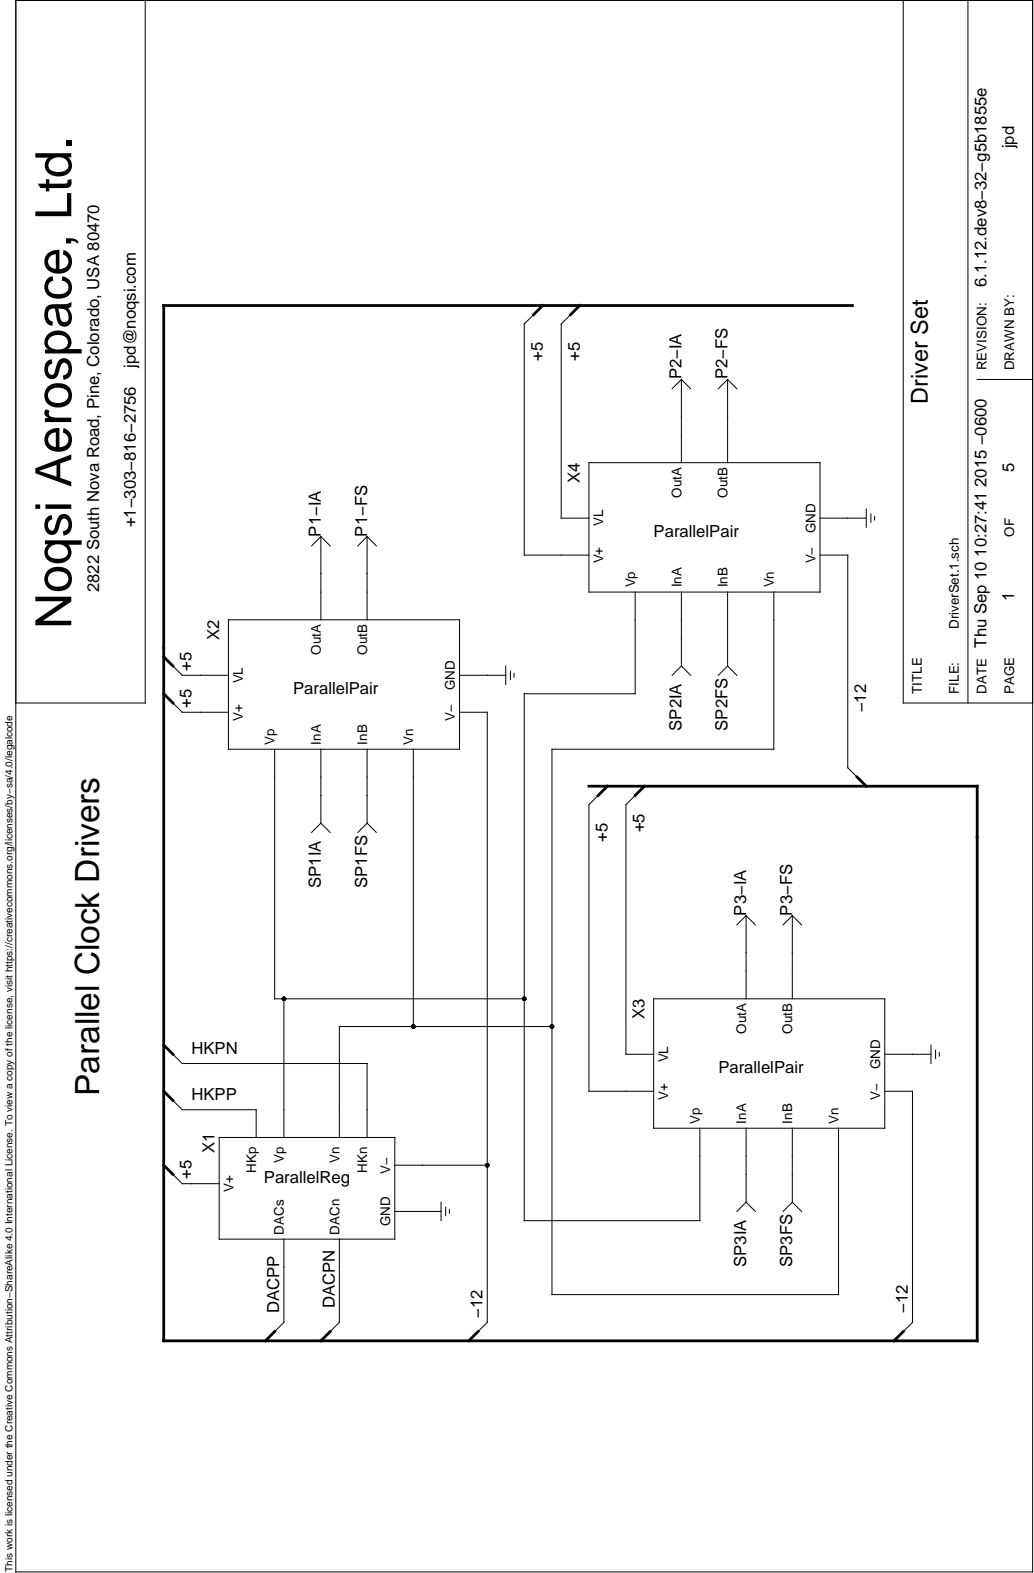 This work is licensed under the Creative Commons Attribution−ShareAlike 4.0 International License. To view a copy of the license, visit https://creativecommons.org/licenses/by−sa/4.0/legalcode
Parallel Clock Drivers
Noqsi Aerospace, Ltd.
2822 South Nova Road, Pine, Colorado, USA 80470
+1−303−816−2756 jpd@noqsi.com
+5
HKPP
HKPN
X1
V+
HKp
Vp
Vn
HKn
DACs
DACn
ParallelReg
GND
V−
DACPP
DACPN
−12
+5
+5
X2
V+
VL
Vp
InA
InB
Vn
OutA
OutB
ParallelPair
V−
GND
SP1IA
SP1FS
P1−IA
P1−FS
+5
+5
X3
V+
VL
Vp
InA
InB
Vn
OutA
OutB
ParallelPair
V−
GND
SP3IA
SP3FS
P3−IA
P3−FS
−12
+5
+5
X4
V+
VL
Vp
InA
InB
Vn
OutA
OutB
ParallelPair
V−
GND
SP2IA
SP2FS
P2−IA
P2−FS
−12
TITLE
Driver Set
FILE: DriverSet.1.sch
DATE Thu Sep 10 10:27:41 2015 −0600
REVISION: 6.1.12.dev8−32−g5b1855e
PAGE 1 OF 5
DRAWN BY: jpd